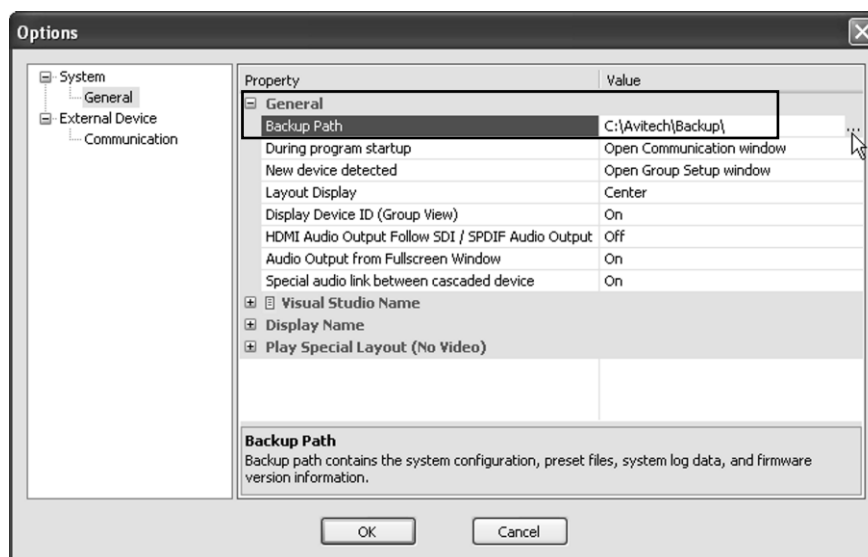 Options
System
General
External Device
Communication
Property Value
General
Backup Path C:\Avitech\Backup\ ...
During program startup Open Communication window
New device detected Open Group Setup window
Layout Display Center
Display Device ID (Group View) On
HDMI Audio Output Follow SDI / SPDIF Audio Output Off
Audio Output from Fullscreen Window On
Special audio link between cascaded device On
Visual Studio Name
Display Name
Play Special Layout (No Video)
Backup Path
Backup path contains the system configuration, preset files, system log data, and firmware
version information.
OK Cancel